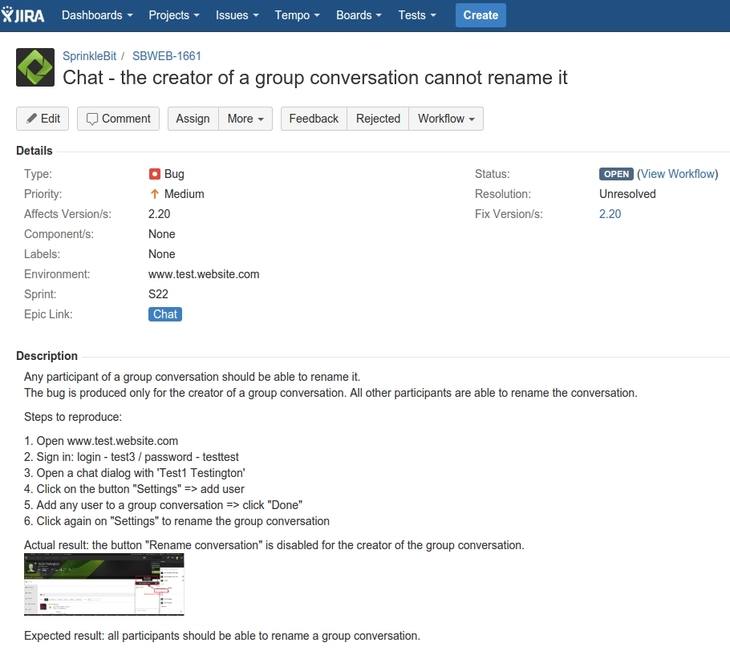 JIRA Dashboards Projects Issues Tempo Boards Tests Create
SprinkleBit / SBWEB-1661
Chat - the creator of a group conversation cannot rename it
Edit Comment Assign More Feedback Rejected Workflow
Details
Type: Bug Status: OPEN (View Workflow)
Priority: Medium Resolution: Unresolved
Affects Version/s: 2.20 Fix Version/s: 2.20
Component/s: None
Labels: None
Environment: www.test.website.com
Sprint: S22
Epic Link: Chat
Description
Any participant of a group conversation should be able to rename it.
The bug is produced only for the creator of a group conversation. All other participants are able to rename the conversation.
Steps to reproduce:
1. Open www.test.website.com
2. Sign in: login - test3 / password - testtest
3. Open a chat dialog with 'Test1 Testington'
4. Click on the button "Settings" => add user
5. Add any user to a group conversation => click "Done"
6. Click again on "Settings" to rename the group conversation
Actual result: the button "Rename conversation" is disabled for the creator of the group conversation.
Expected result: all participants should be able to rename a group conversation.